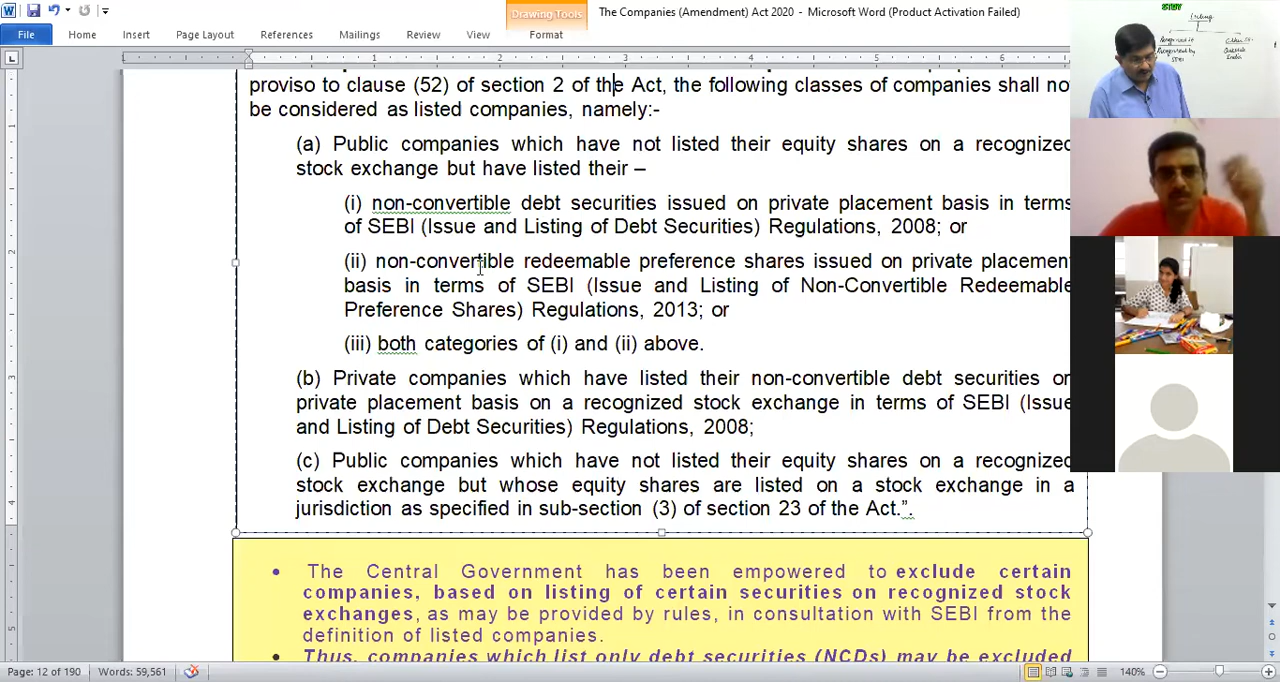 Drawing Tools
The Companies (Amendment) Act 2020 - Microsoft Word (Product Activation Failed)
File Home Insert Page Layout References Mailings Review View Format
1 2 3 4 5 6
proviso to clause (52) of section 2 of the Act, the following classes of companies shall no
be considered as listed companies, namely:-
(a) Public companies which have not listed their equity shares on a recognized
stock exchange but have listed their –
(i) non-convertible debt securities issued on private placement basis in terms
of SEBI (Issue and Listing of Debt Securities) Regulations, 2008; or
(ii) non-convertible redeemable preference shares issued on private placement
basis in terms of SEBI (Issue and Listing of Non-Convertible Redeemable
Preference Shares) Regulations, 2013; or
(iii) both categories of (i) and (ii) above.
(b) Private companies which have listed their non-convertible debt securities on
private placement basis on a recognized stock exchange in terms of SEBI (Issue
and Listing of Debt Securities) Regulations, 2008;
(c) Public companies which have not listed their equity shares on a recognized
stock exchange but whose equity shares are listed on a stock exchange in a
jurisdiction as specified in sub-section (3) of section 23 of the Act.”.
• The Central Government has been empowered to exclude certain
companies, based on listing of certain securities on recognized stock
exchanges, as may be provided by rules, in consultation with SEBI from the
definition of listed companies.
• Thus, companies which list only debt securities (NCDs) may be excluded
Page: 12 of 190 Words: 59,561 140%
Listing
SEBI
India